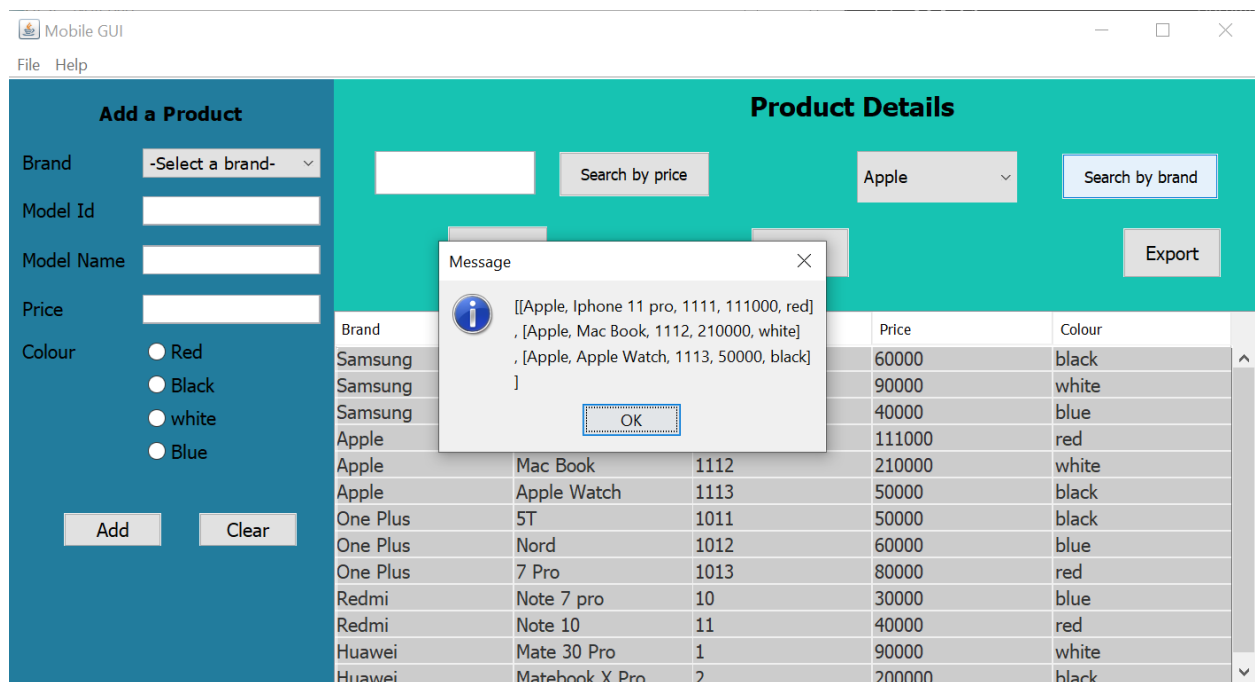 Mobile GUI
File Help
Add a Product
Product Details
Brand -Select a brand-
Search by price Apple Search by brand
Model Id
Model Name
Export
Price
Colour Red
Black
white
Blue
Add Clear
Message
[[Apple, Iphone 11 pro, 1111, 111000, red]
, [Apple, Mac Book, 1112, 210000, white]
, [Apple, Apple Watch, 1113, 50000, black]
]
OK
Brand Price Colour
Samsung 60000 black
Samsung 90000 white
Samsung 40000 blue
Apple 111000 red
Apple Mac Book 1112 210000 white
Apple Apple Watch 1113 50000 black
One Plus 5T 1011 50000 black
One Plus Nord 1012 60000 blue
One Plus 7 Pro 1013 80000 red
Redmi Note 7 pro 10 30000 blue
Redmi Note 10 11 40000 red
Huawei Mate 30 Pro 1 90000 white
Huawei Matebook X Pro 2 200000 black